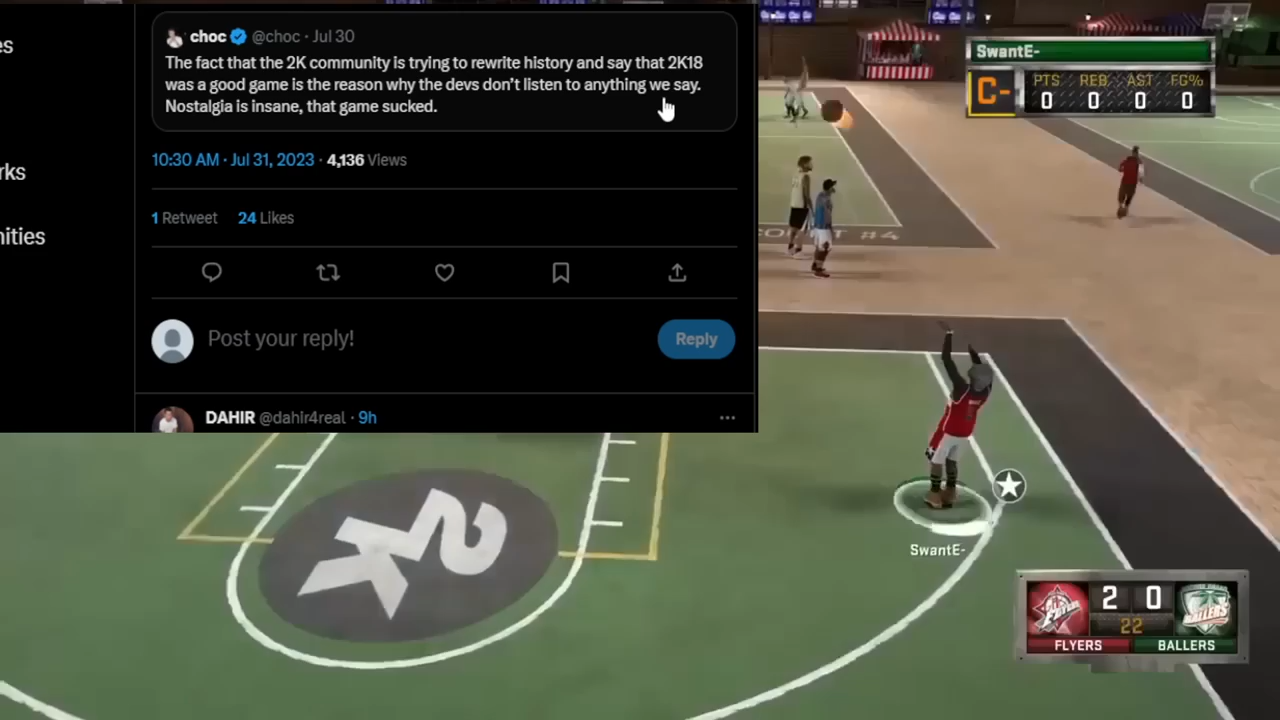 es
rks
nities
choc @choc · Jul 30
The fact that the 2K community is trying to rewrite history and say that 2K18
was a good game is the reason why the devs don't listen to anything we say.
Nostalgia is insane, that game sucked.
10:30 AM · Jul 31, 2023 · 4,136 Views
1 Retweet 24 Likes
Post your reply!
Reply
DAHIR @dahir4real · 9h
SwantE-
C-
PTS REB AST FG%
0 0 0 0
COURT #4
2K
SwantE-
2 0
22
BALLERS
FLYERS BALLERS